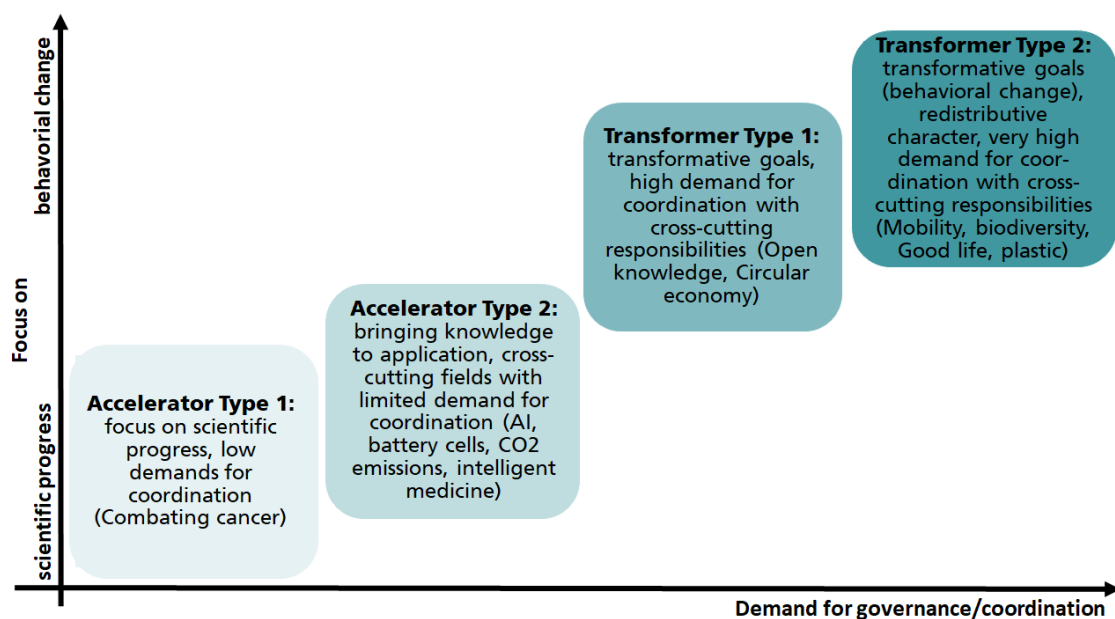 behavorial change
Focus on
scientific progress
Accelerator Type 1:
focus on scientific
progress, low
demands for
coordination
(Combating cancer)
Accelerator Type 2:
bringing knowledge
to application, cross-
cutting fields with
limited demand for
coordination (AI,
battery cells, CO2
emissions, intelligent
medicine)
Transformer Type 1:
transformative goals,
high demand for
coordination with
cross-cutting
responsibilities (Open
knowledge, Circular
economy)
Transformer Type 2:
transformative goals
(behavioral change),
redistributive
character, very high
demand for coor-
dination with cross-
cutting responsibilities
(Mobility, biodiversity,
Good life, plastic)
Demand for governance/coordination